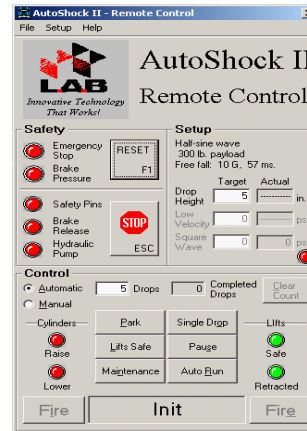 AutoShock II - Remote Control
File Setup Help
LAB
Innovative Technology
That Works!
AutoShock II
Remote Control
Safety
Emergency
Stop
Brake
Pressure
RESET
F1
Safety Pins
Brake
Release
Hydraulic
Pump
STOP
ESC
Setup
Half-sine wave
300 lb. payload
Free fall: 10 G, 57 ms.
Target Actual
Drop
Height
5
in.
Low
Velocity
0
ps
Square
Wave
0 0
ps
Control
Automatic 5 Drops 0 Completed
Drops
Clear
Count
Manual
Cylinders
Raise
Lower
Park
Single Drop
Lifts Safe
Pause
Maintenance
Auto Run
Lifts
Safe
Retracted
Fire
Init
Fire